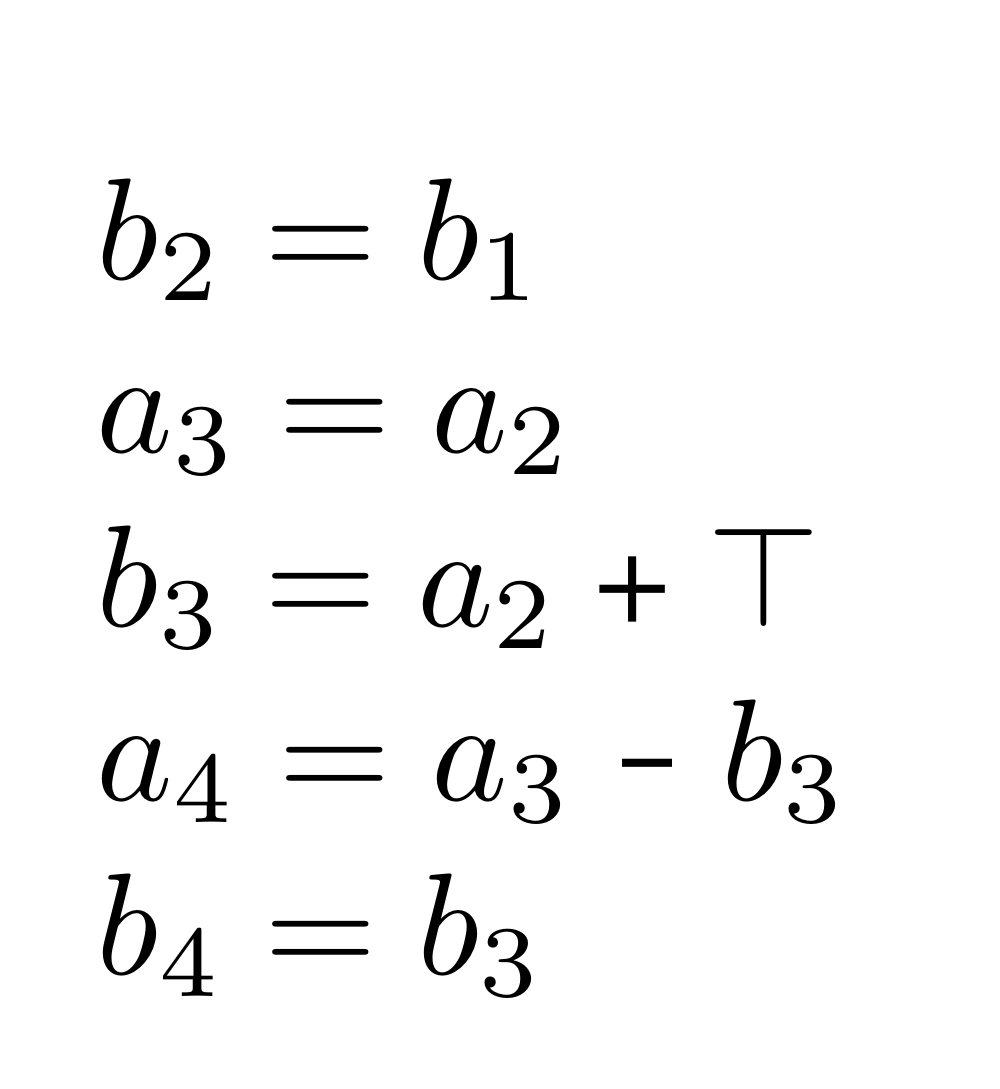 b₂ = b₁
a₃ = a₂
b₃ = a₂ + ⊤
a₄ = a₃ - b₃
b₄ = b₃